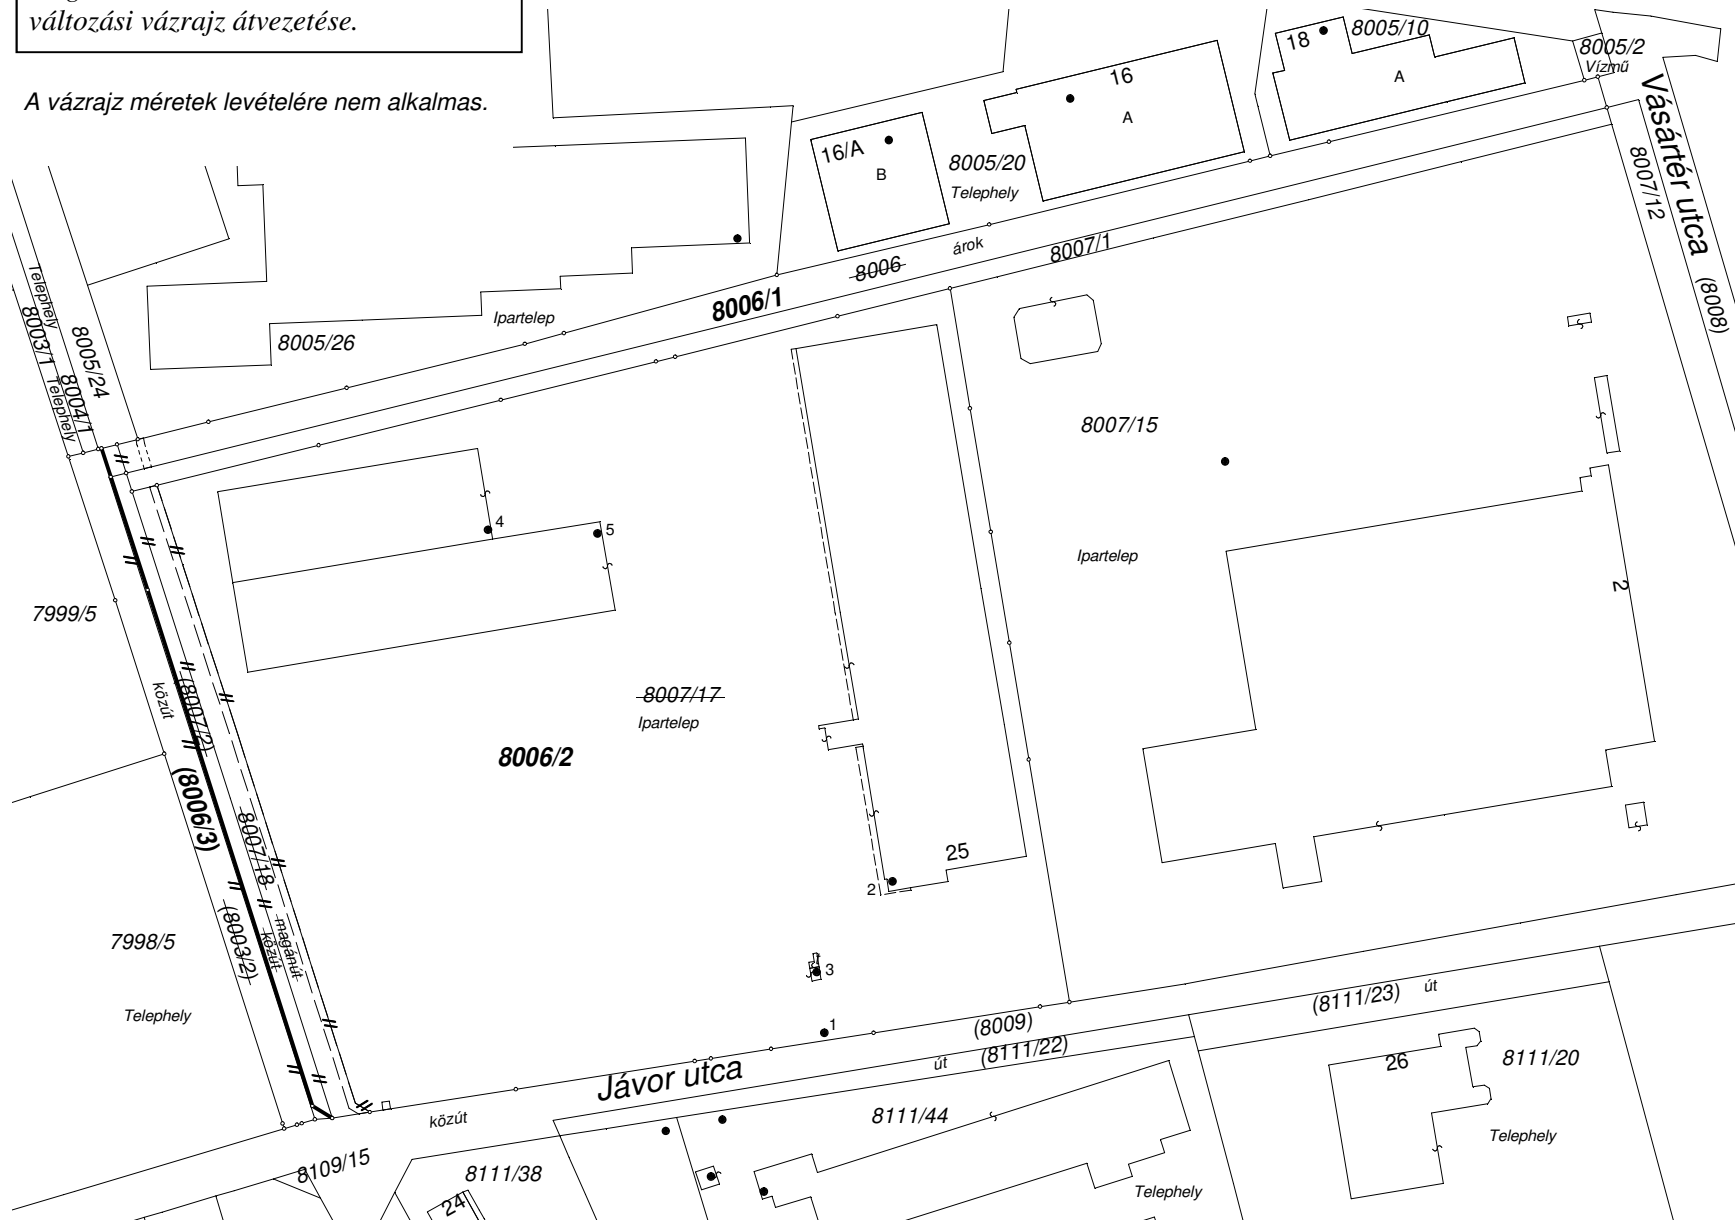 változási vázrajz átvezetése.
A vázrajz méretek levételére nem alkalmas.
18
8005/10
A
8005/2
Vízmű
16
A
16/A
B
8005/20
Telephely
Vásártér utca
(8008)
8007/12
árok
8007/1
8006
8006/1
Ipartelep
8005/26
Telephely
8003/1
8005/24
8004/1
Telephely
8007/15
4
5
Ipartelep
2
7999/5
közút
(8007/2)
8007/17
Ipartelep
8006/2
(8006/3)
8007/18
magánút
közút
(8003/2)
7998/5
Telephely
25
2
3
1
(8009)
(8111/23)
út
(8111/22)
út
Jávor utca
közút
8109/15
8111/38
24
8111/44
Telephely
26
8111/20
Telephely